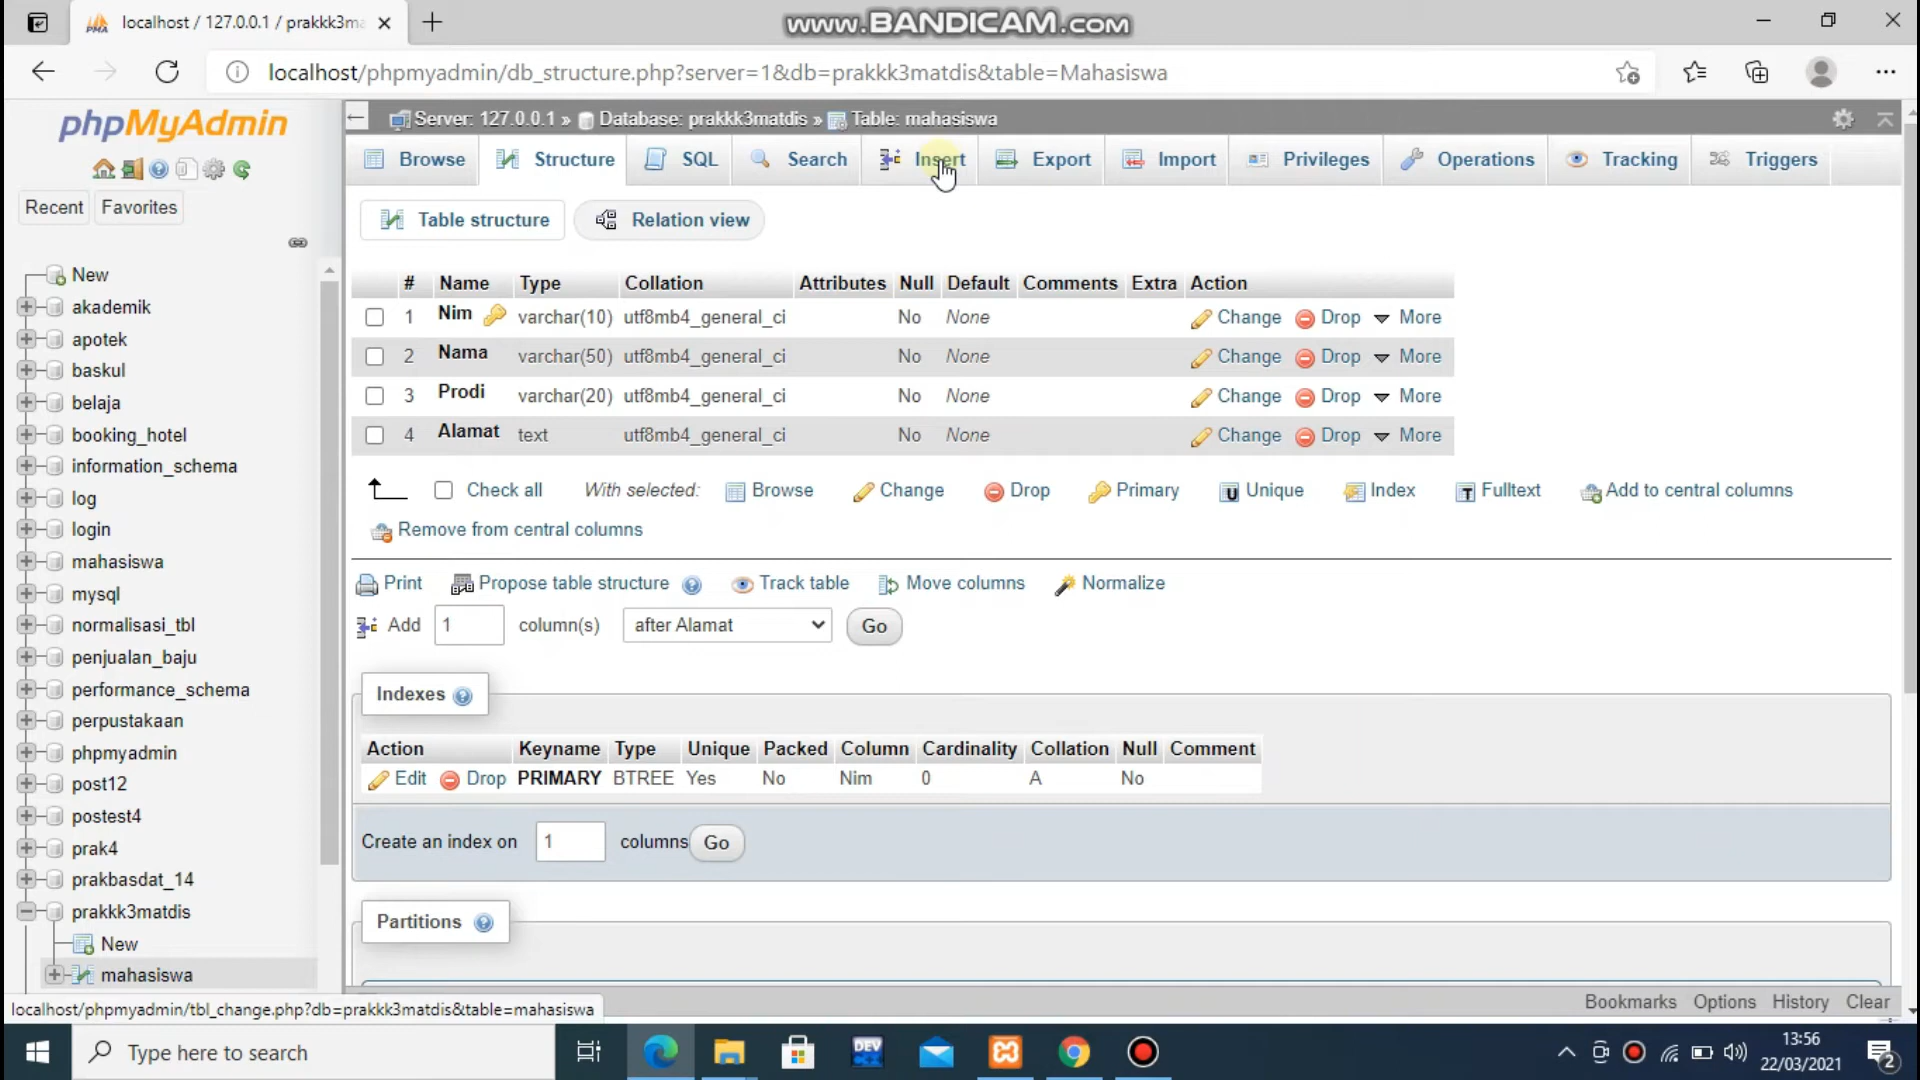 localhost / 127.0.0.1 / prakkk3ma
www.BANDICAM.com
localhost/phpmyadmin/db_structure.php?server=1&db=prakkk3matdis&table=Mahasiswa
phpMyAdmin
Recent
Favorites
New
akademik
apotek
baskul
belaja
booking_hotel
information_schema
log
login
mahasiswa
mysql
normalisasi_tbl
penjualan_baju
performance_schema
perpustakaan
phpmyadmin
post12
postest4
prak4
prakbasdat_14
prakkk3matdis
New
mahasiswa
Server: 127.0.0.1 » Database: prakkk3matdis » Table: mahasiswa
Browse Structure SQL Search Insert Export Import Privileges Operations Tracking Triggers
Table structure Relation view
# Name Type Collation Attributes Null Default Comments Extra Action
1 Nim varchar(10) utf8mb4_general_ci No None Change Drop More
2 Nama varchar(50) utf8mb4_general_ci No None Change Drop More
3 Prodi varchar(20) utf8mb4_general_ci No None Change Drop More
4 Alamat text utf8mb4_general_ci No None Change Drop More
Check all With selected: Browse Change Drop Primary Unique Index Fulltext Add to central columns
Remove from central columns
Print Propose table structure Track table Move columns Normalize
Add 1 column(s) after Alamat Go
Indexes
Action Keyname Type Unique Packed Column Cardinality Collation Null Comment
Edit Drop PRIMARY BTREE Yes No Nim 0 A No
Create an index on 1 columns Go
Partitions
localhost/phpmyadmin/tbl_change.php?db=prakkk3matdis&table=mahasiswa
Bookmarks Options History Clear
Type here to search
DEV
13:56
22/03/2021
2